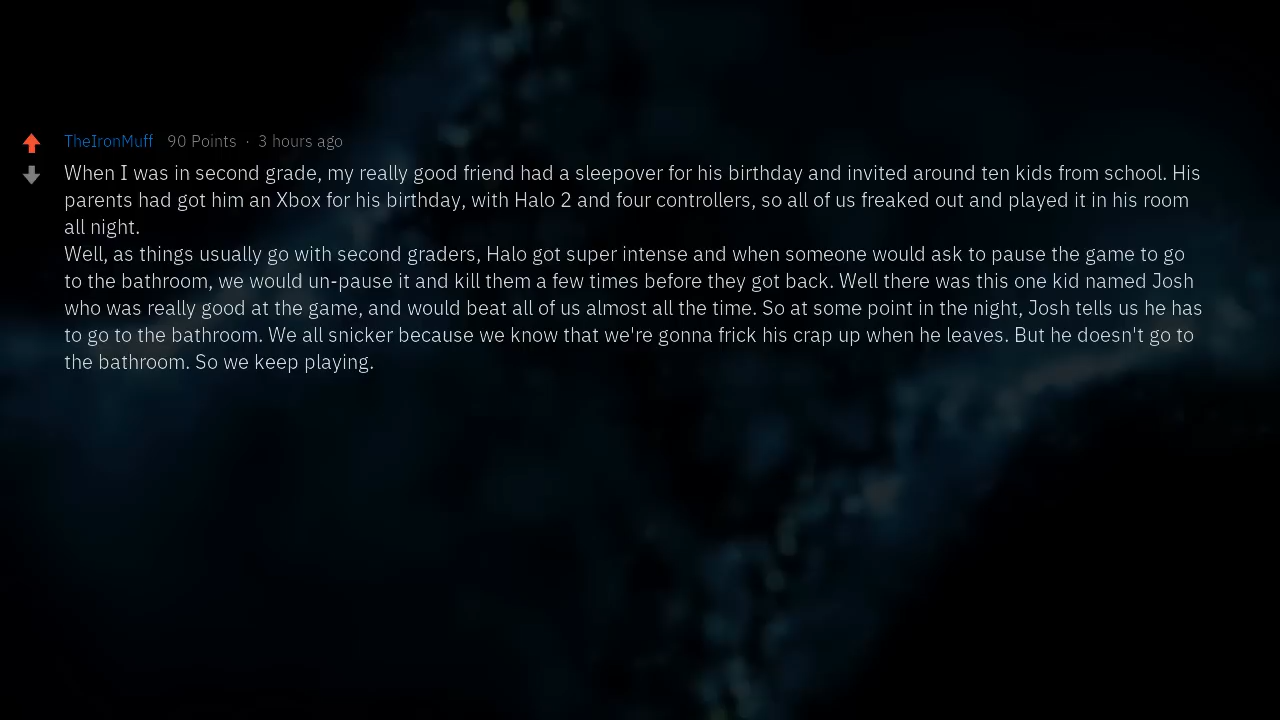 TheIronMuff 90 Points · 3 hours ago
When I was in second grade, my really good friend had a sleepover for his birthday and invited around ten kids from school. His
parents had got him an Xbox for his birthday, with Halo 2 and four controllers, so all of us freaked out and played it in his room
all night.
Well, as things usually go with second graders, Halo got super intense and when someone would ask to pause the game to go
to the bathroom, we would un-pause it and kill them a few times before they got back. Well there was this one kid named Josh
who was really good at the game, and would beat all of us almost all the time. So at some point in the night, Josh tells us he has
to go to the bathroom. We all snicker because we know that we're gonna frick his crap up when he leaves. But he doesn't go to
the bathroom. So we keep playing.